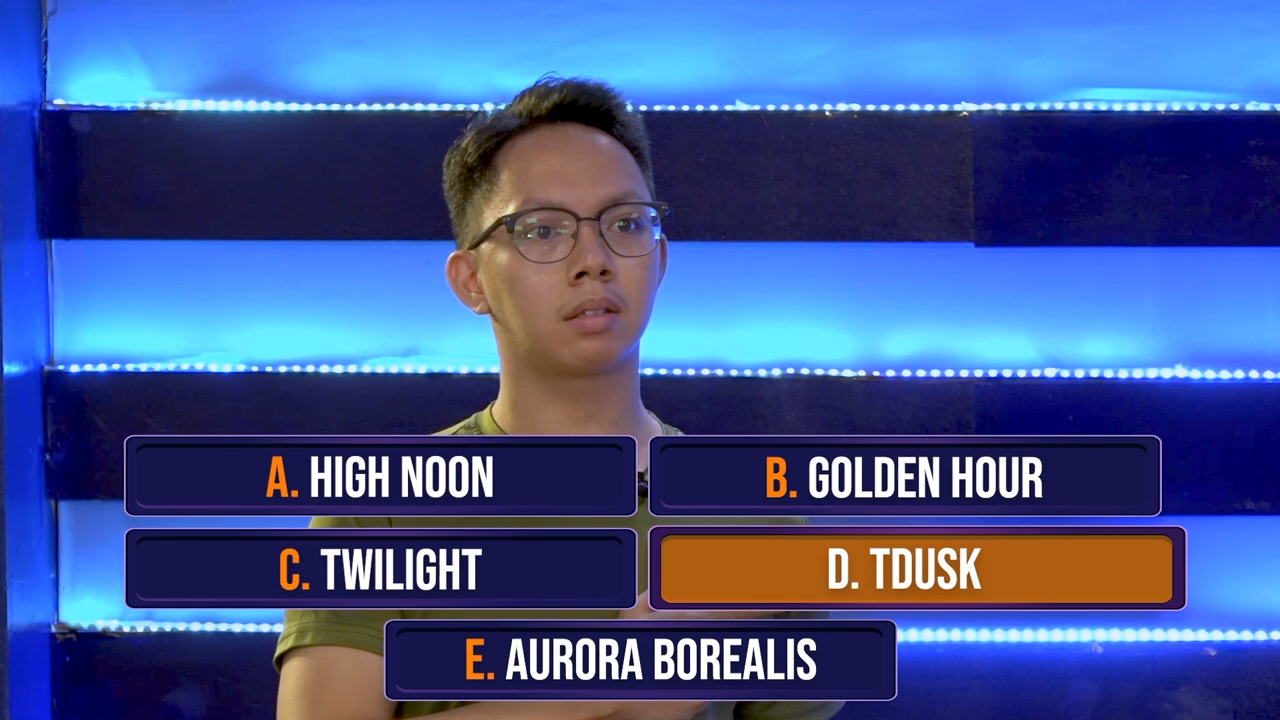 A. HIGH NOON
B. GOLDEN HOUR
C. TWILIGHT
D. TDUSK
E. AURORA BOREALIS